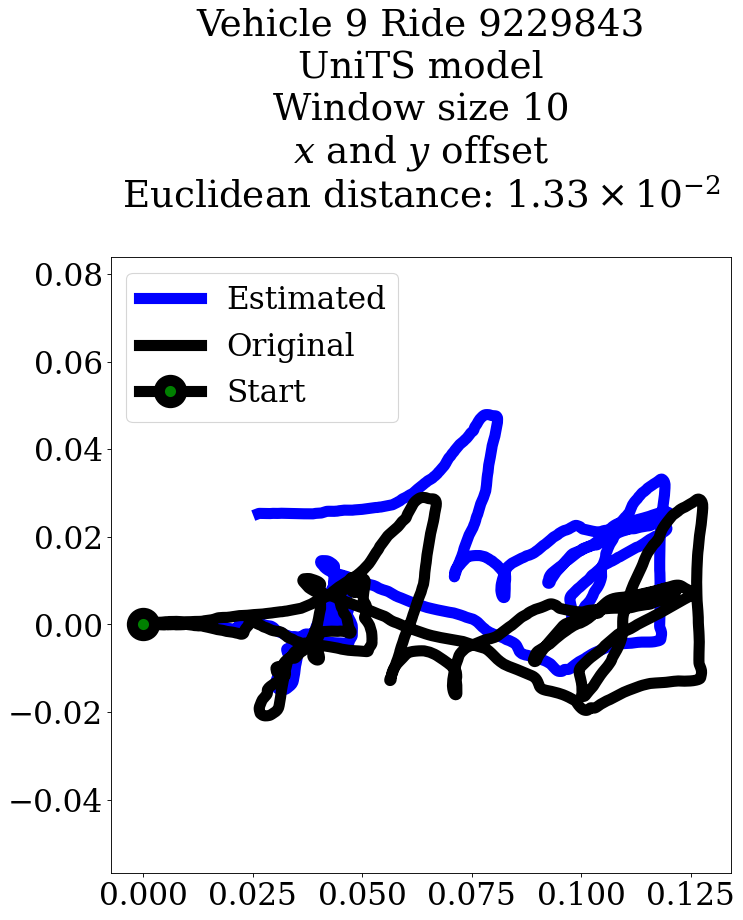 Vehicle 9 Ride 9229843
UniTS model
Window size 10
x and y offset
Euclidean distance: 1.33 × 10⁻²
0.08
0.06
0.04
0.02
0.00
−0.02
−0.04
Estimated
Original
Start
0.000 0.025 0.050 0.075 0.100 0.125